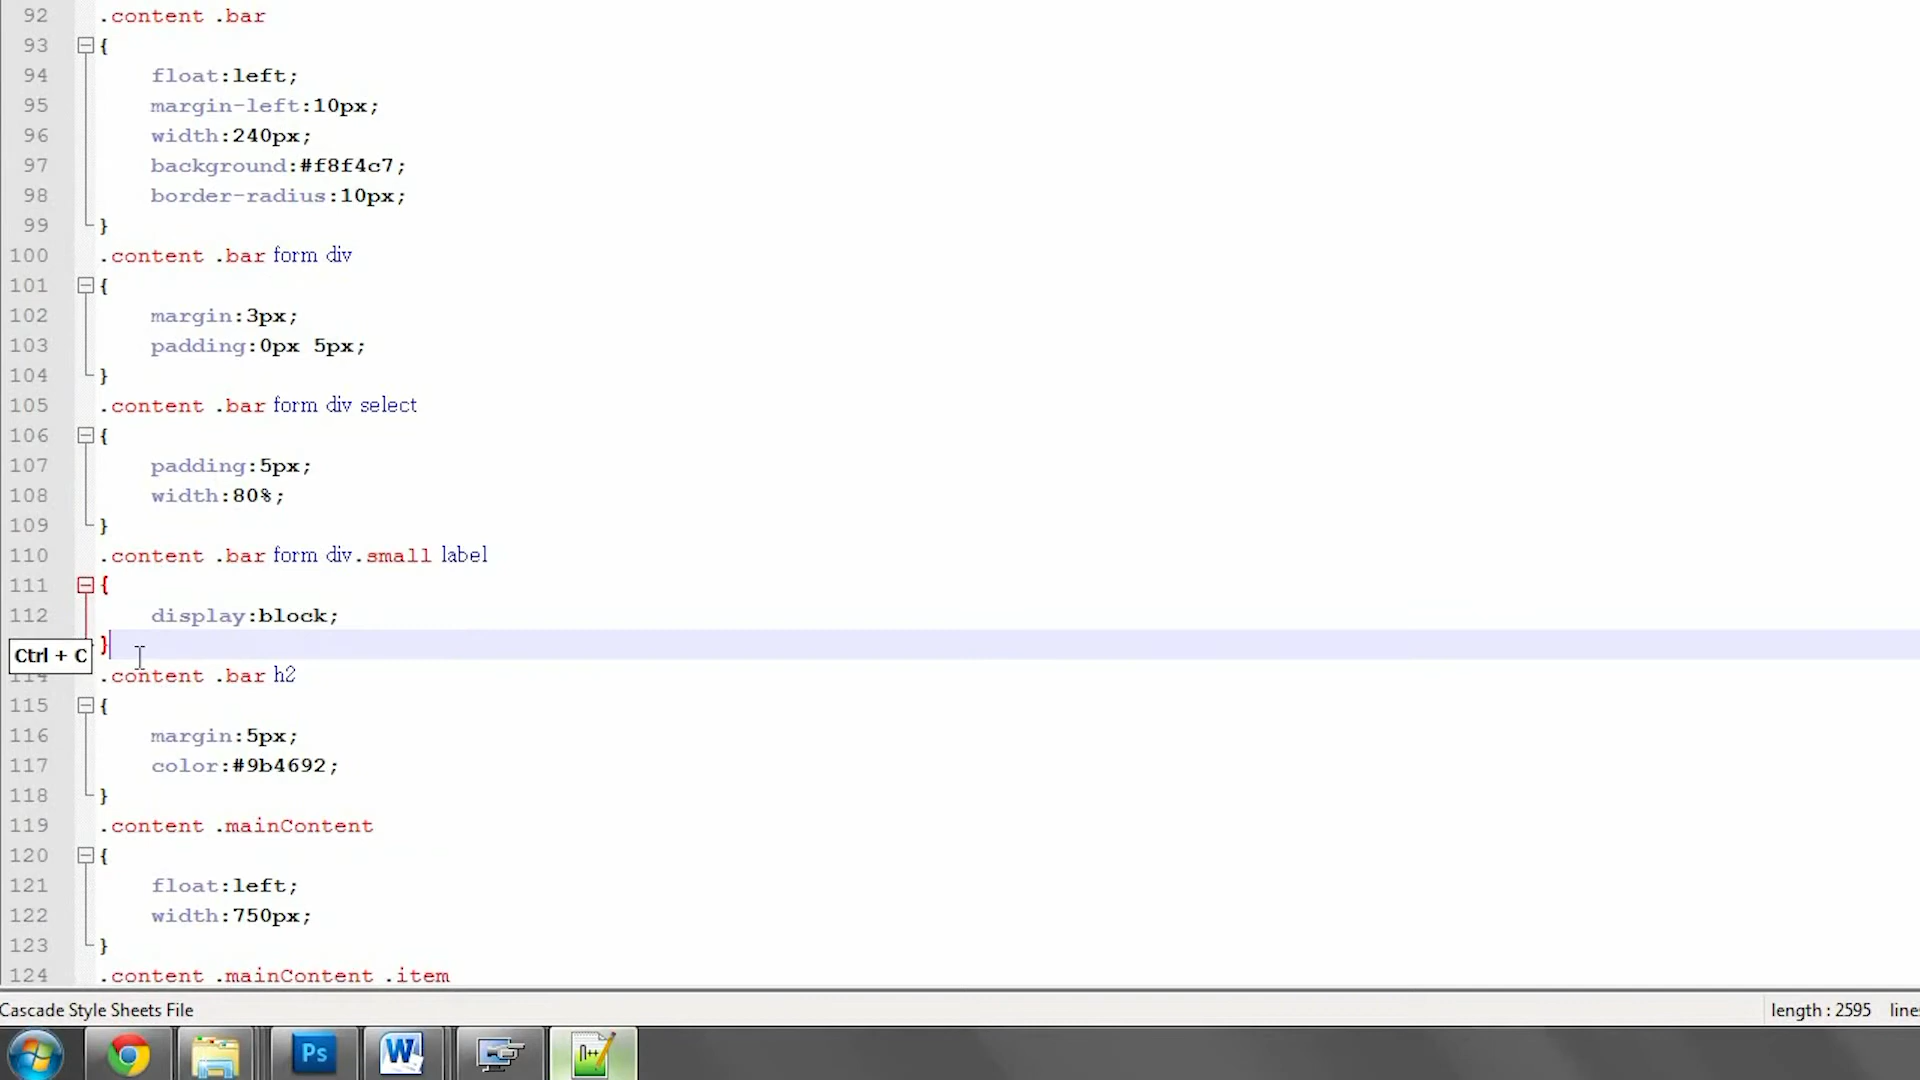 92 .content .bar
93 {
94 float:left;
95 margin-left:10px;
96 width:240px;
97 background:#f8f4c7;
98 border-radius:10px;
99 }
100 .content .bar form div
101 {
102 margin:3px;
103 padding:0px 5px;
104 }
105 .content .bar form div select
106 {
107 padding:5px;
108 width:80%;
109 }
110 .content .bar form div.small label
111 {
112 display:block;
}
Ctrl + C
114 .content .bar h2
115 {
116 margin:5px;
117 color:#9b4692;
118 }
119 .content .mainContent
120 {
121 float:left;
122 width:750px;
123 }
124 .content .mainContent .item
Cascade Style Sheets File length : 2595 line
Ps W n++